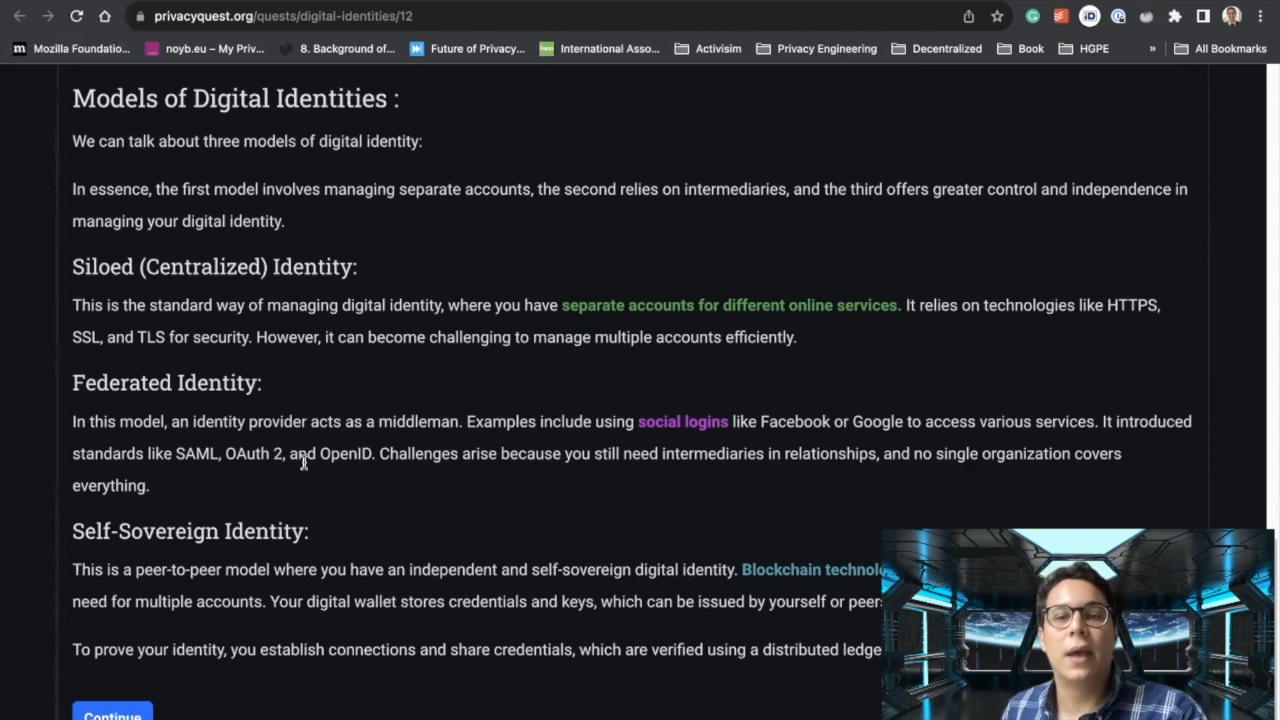 privacyquest.org/quests/digital-identities/12
Mozilla Foundatio... noyb.eu – My Priv... 8. Background of... Future of Privacy... International Asso... Activisim Privacy Engineering Decentralized Book HGPE » All Bookmarks
Models of Digital Identities :
We can talk about three models of digital identity:
In essence, the first model involves managing separate accounts, the second relies on intermediaries, and the third offers greater control and independence in
managing your digital identity.
Siloed (Centralized) Identity:
This is the standard way of managing digital identity, where you have separate accounts for different online services. It relies on technologies like HTTPS,
SSL, and TLS for security. However, it can become challenging to manage multiple accounts efficiently.
Federated Identity:
In this model, an identity provider acts as a middleman. Examples include using social logins like Facebook or Google to access various services. It introduced
standards like SAML, OAuth 2, and OpenID. Challenges arise because you still need intermediaries in relationships, and no single organization covers
everything.
Self-Sovereign Identity:
This is a peer-to-peer model where you have an independent and self-sovereign digital identity. Blockchain technolo
need for multiple accounts. Your digital wallet stores credentials and keys, which can be issued by yourself or peers
To prove your identity, you establish connections and share credentials, which are verified using a distributed ledge
Continue